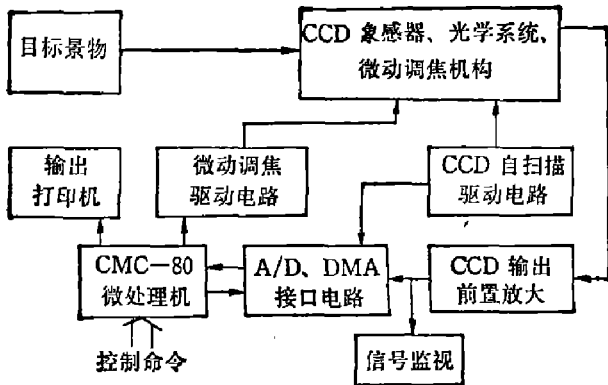 目标景物
CCD 象感器、光学系统、
微动调焦机构
输出
打印机
微动调焦
驱动电路
CCD 自扫描
驱动电路
CMC—80
微处理机
A/D、DMA
接口电路
CCD 输出
前置放大
控制命令
信号监视